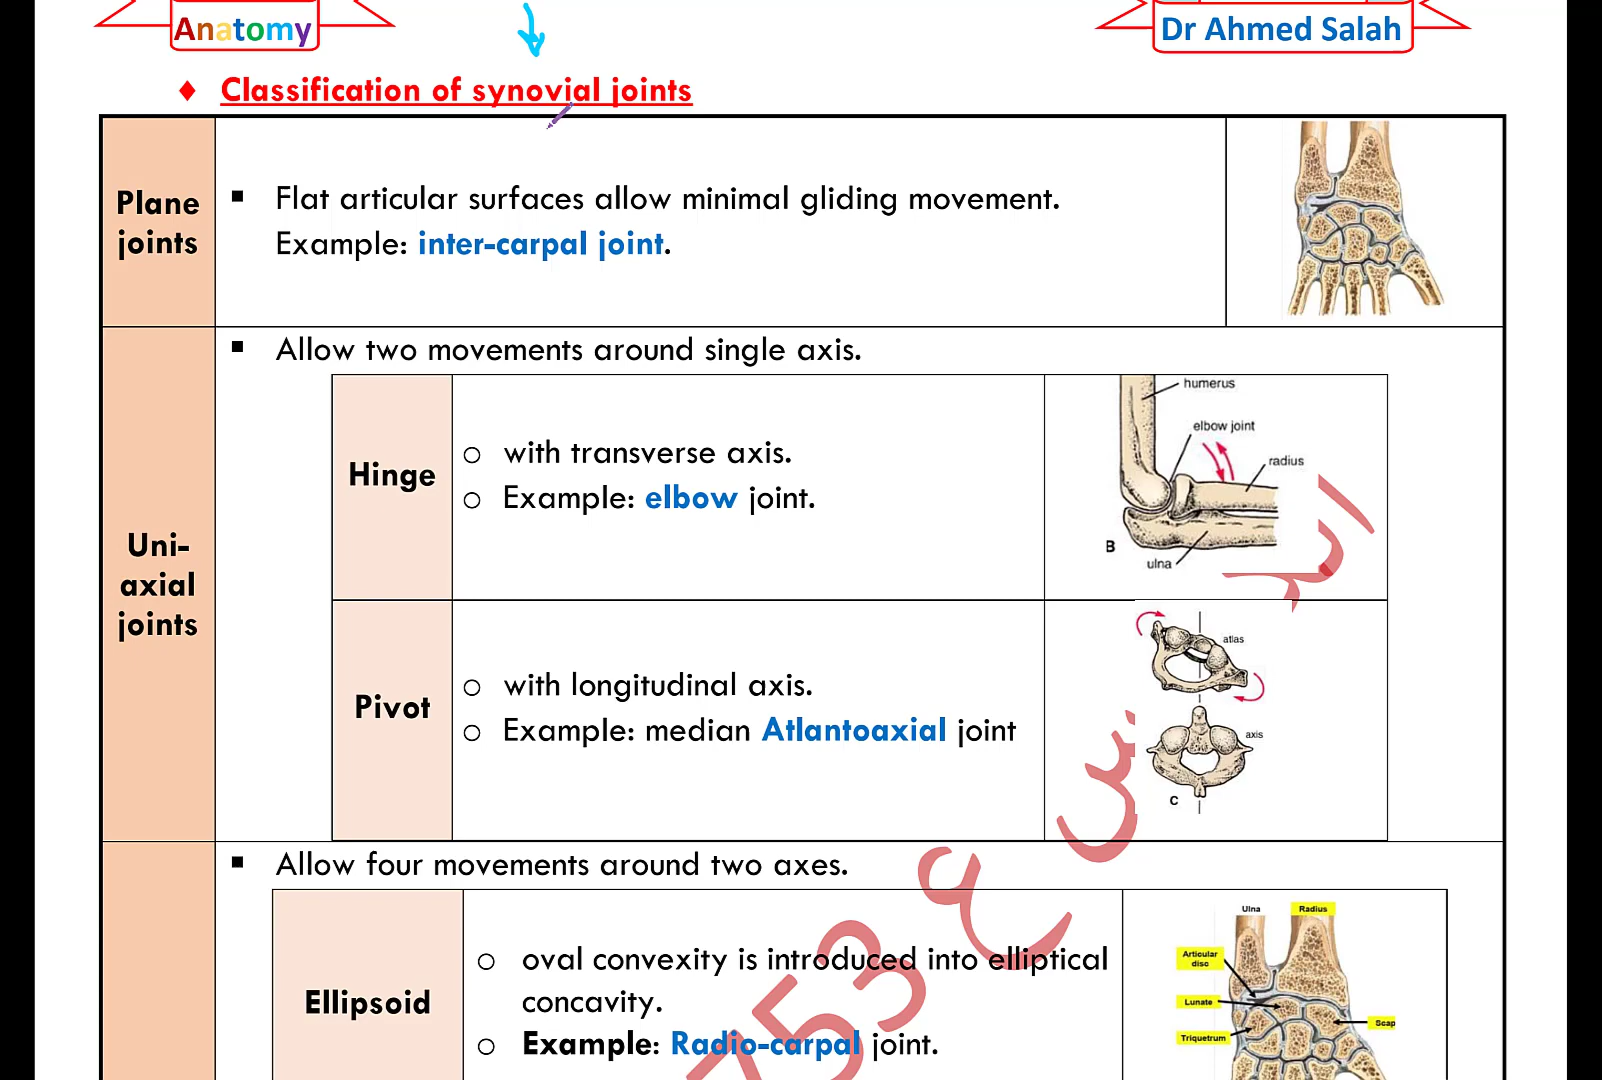 Anatomy
Dr Ahmed Salah
♦ Classification of synovial joints
Plane
joints
▪ Flat articular surfaces allow minimal gliding movement.
Example: inter-carpal joint.
Uni-
axial
joints
▪ Allow two movements around single axis.
Hinge
o with transverse axis.
o Example: elbow joint.
humerus
elbow joint
radius
B
ulna
Pivot
o with longitudinal axis.
o Example: median Atlantoaxial joint
atlas
axis
C
▪ Allow four movements around two axes.
Ellipsoid
o oval convexity is introduced into elliptical
concavity.
o Example: Radio-carpal joint.
Ulna
Radius
Articular
disc
Lunate
Scap
Triquetrum
753